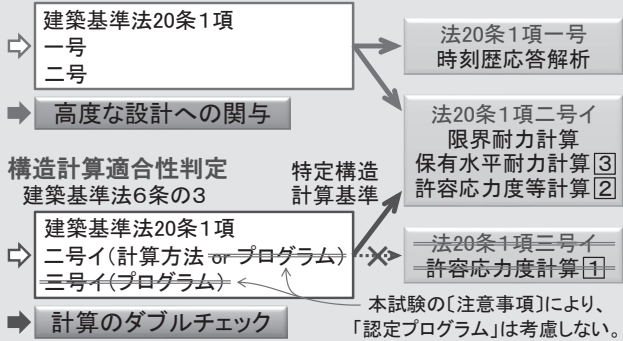 建築基準法20条1項
一号
二号
高度な設計への関与
法20条1項一号
時刻歴応答解析
法20条1項二号イ
限界耐力計算
保有水平耐力計算3
許容応力度等計算2
構造計算適合性判定
建築基準法6条の3
特定構造
計算基準
建築基準法20条1項
二号イ(計算方法 or プログラム)
三号イ(プログラム)
計算のダブルチェック
法20条1項三号イ
許容応力度計算1
本試験の〔注意事項〕により、
「認定プログラム」は考慮しない。